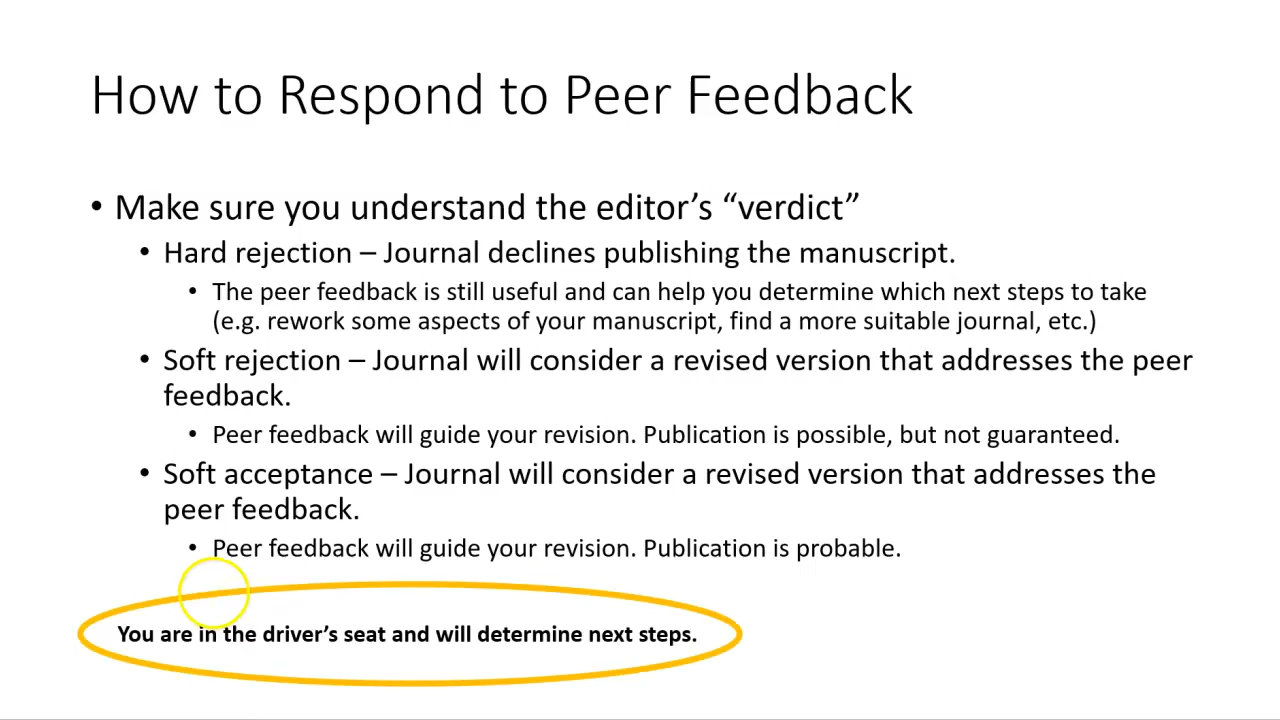 How to Respond to Peer Feedback
• Make sure you understand the editor’s “verdict”
• Hard rejection – Journal declines publishing the manuscript.
• The peer feedback is still useful and can help you determine which next steps to take
(e.g. rework some aspects of your manuscript, find a more suitable journal, etc.)
• Soft rejection – Journal will consider a revised version that addresses the peer
feedback.
• Peer feedback will guide your revision. Publication is possible, but not guaranteed.
• Soft acceptance – Journal will consider a revised version that addresses the
peer feedback.
• Peer feedback will guide your revision. Publication is probable.
You are in the driver’s seat and will determine next steps.